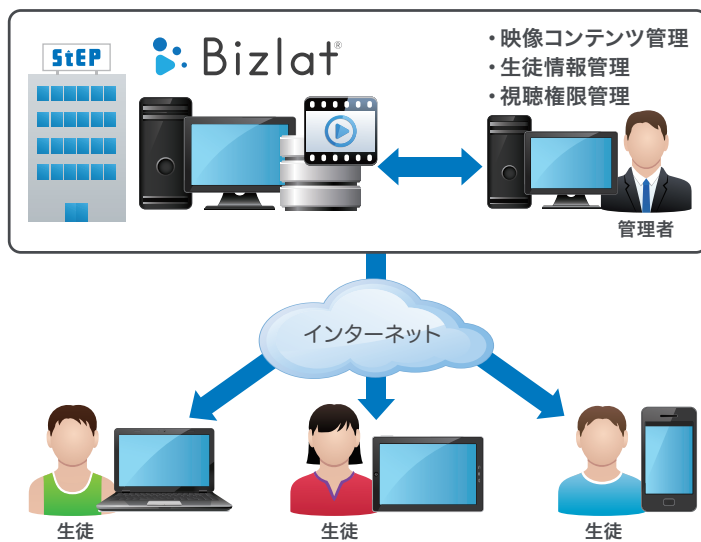 StEP
Bizlat®
・映像コンテンツ管理
・生徒情報管理
・視聴権限管理
管理者
インターネット
生徒
生徒
生徒